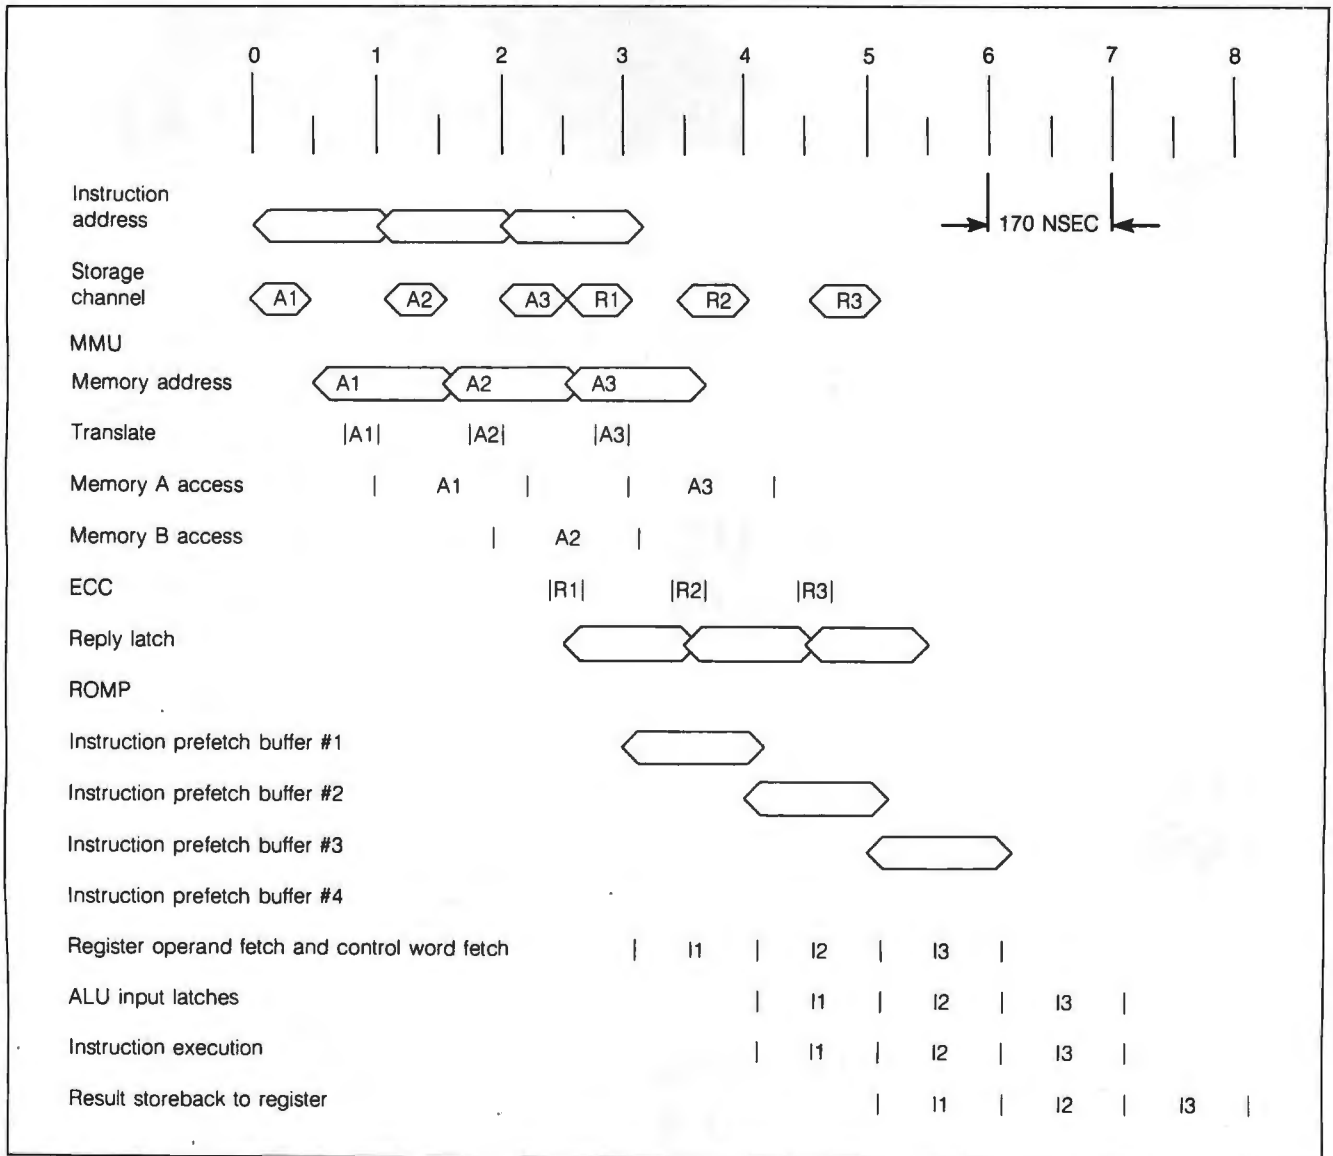 0 1 2 3 4 5 6 7 8
Instruction
address
170 NSEC
Storage
channel A1 A2 A3 R1 R2 R3
MMU
Memory address A1 A2 A3
Translate |A1| |A2| |A3|
Memory A access | A1 | | A3 |
Memory B access | A2 |
ECC |R1| |R2| |R3|
Reply latch
ROMP
Instruction prefetch buffer #1
Instruction prefetch buffer #2
Instruction prefetch buffer #3
Instruction prefetch buffer #4
Register operand fetch and control word fetch | I1 | I2 | I3 |
ALU input latches | I1 | I2 | I3 |
Instruction execution | I1 | I2 | I3 |
Result storeback to register | I1 | I2 | I3 |